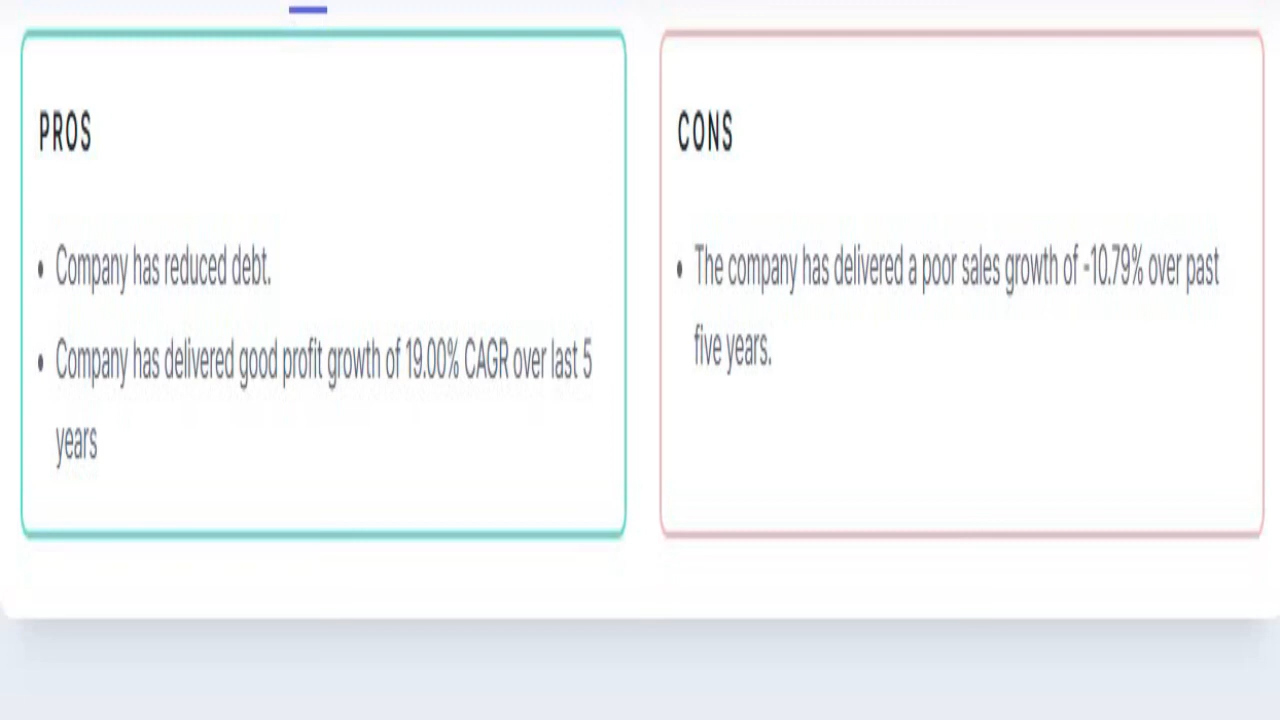 PROS
• Company has reduced debt.
• Company has delivered good profit growth of 19.00% CAGR over last 5
years
CONS
• The company has delivered a poor sales growth of -10.79% over past
five years.